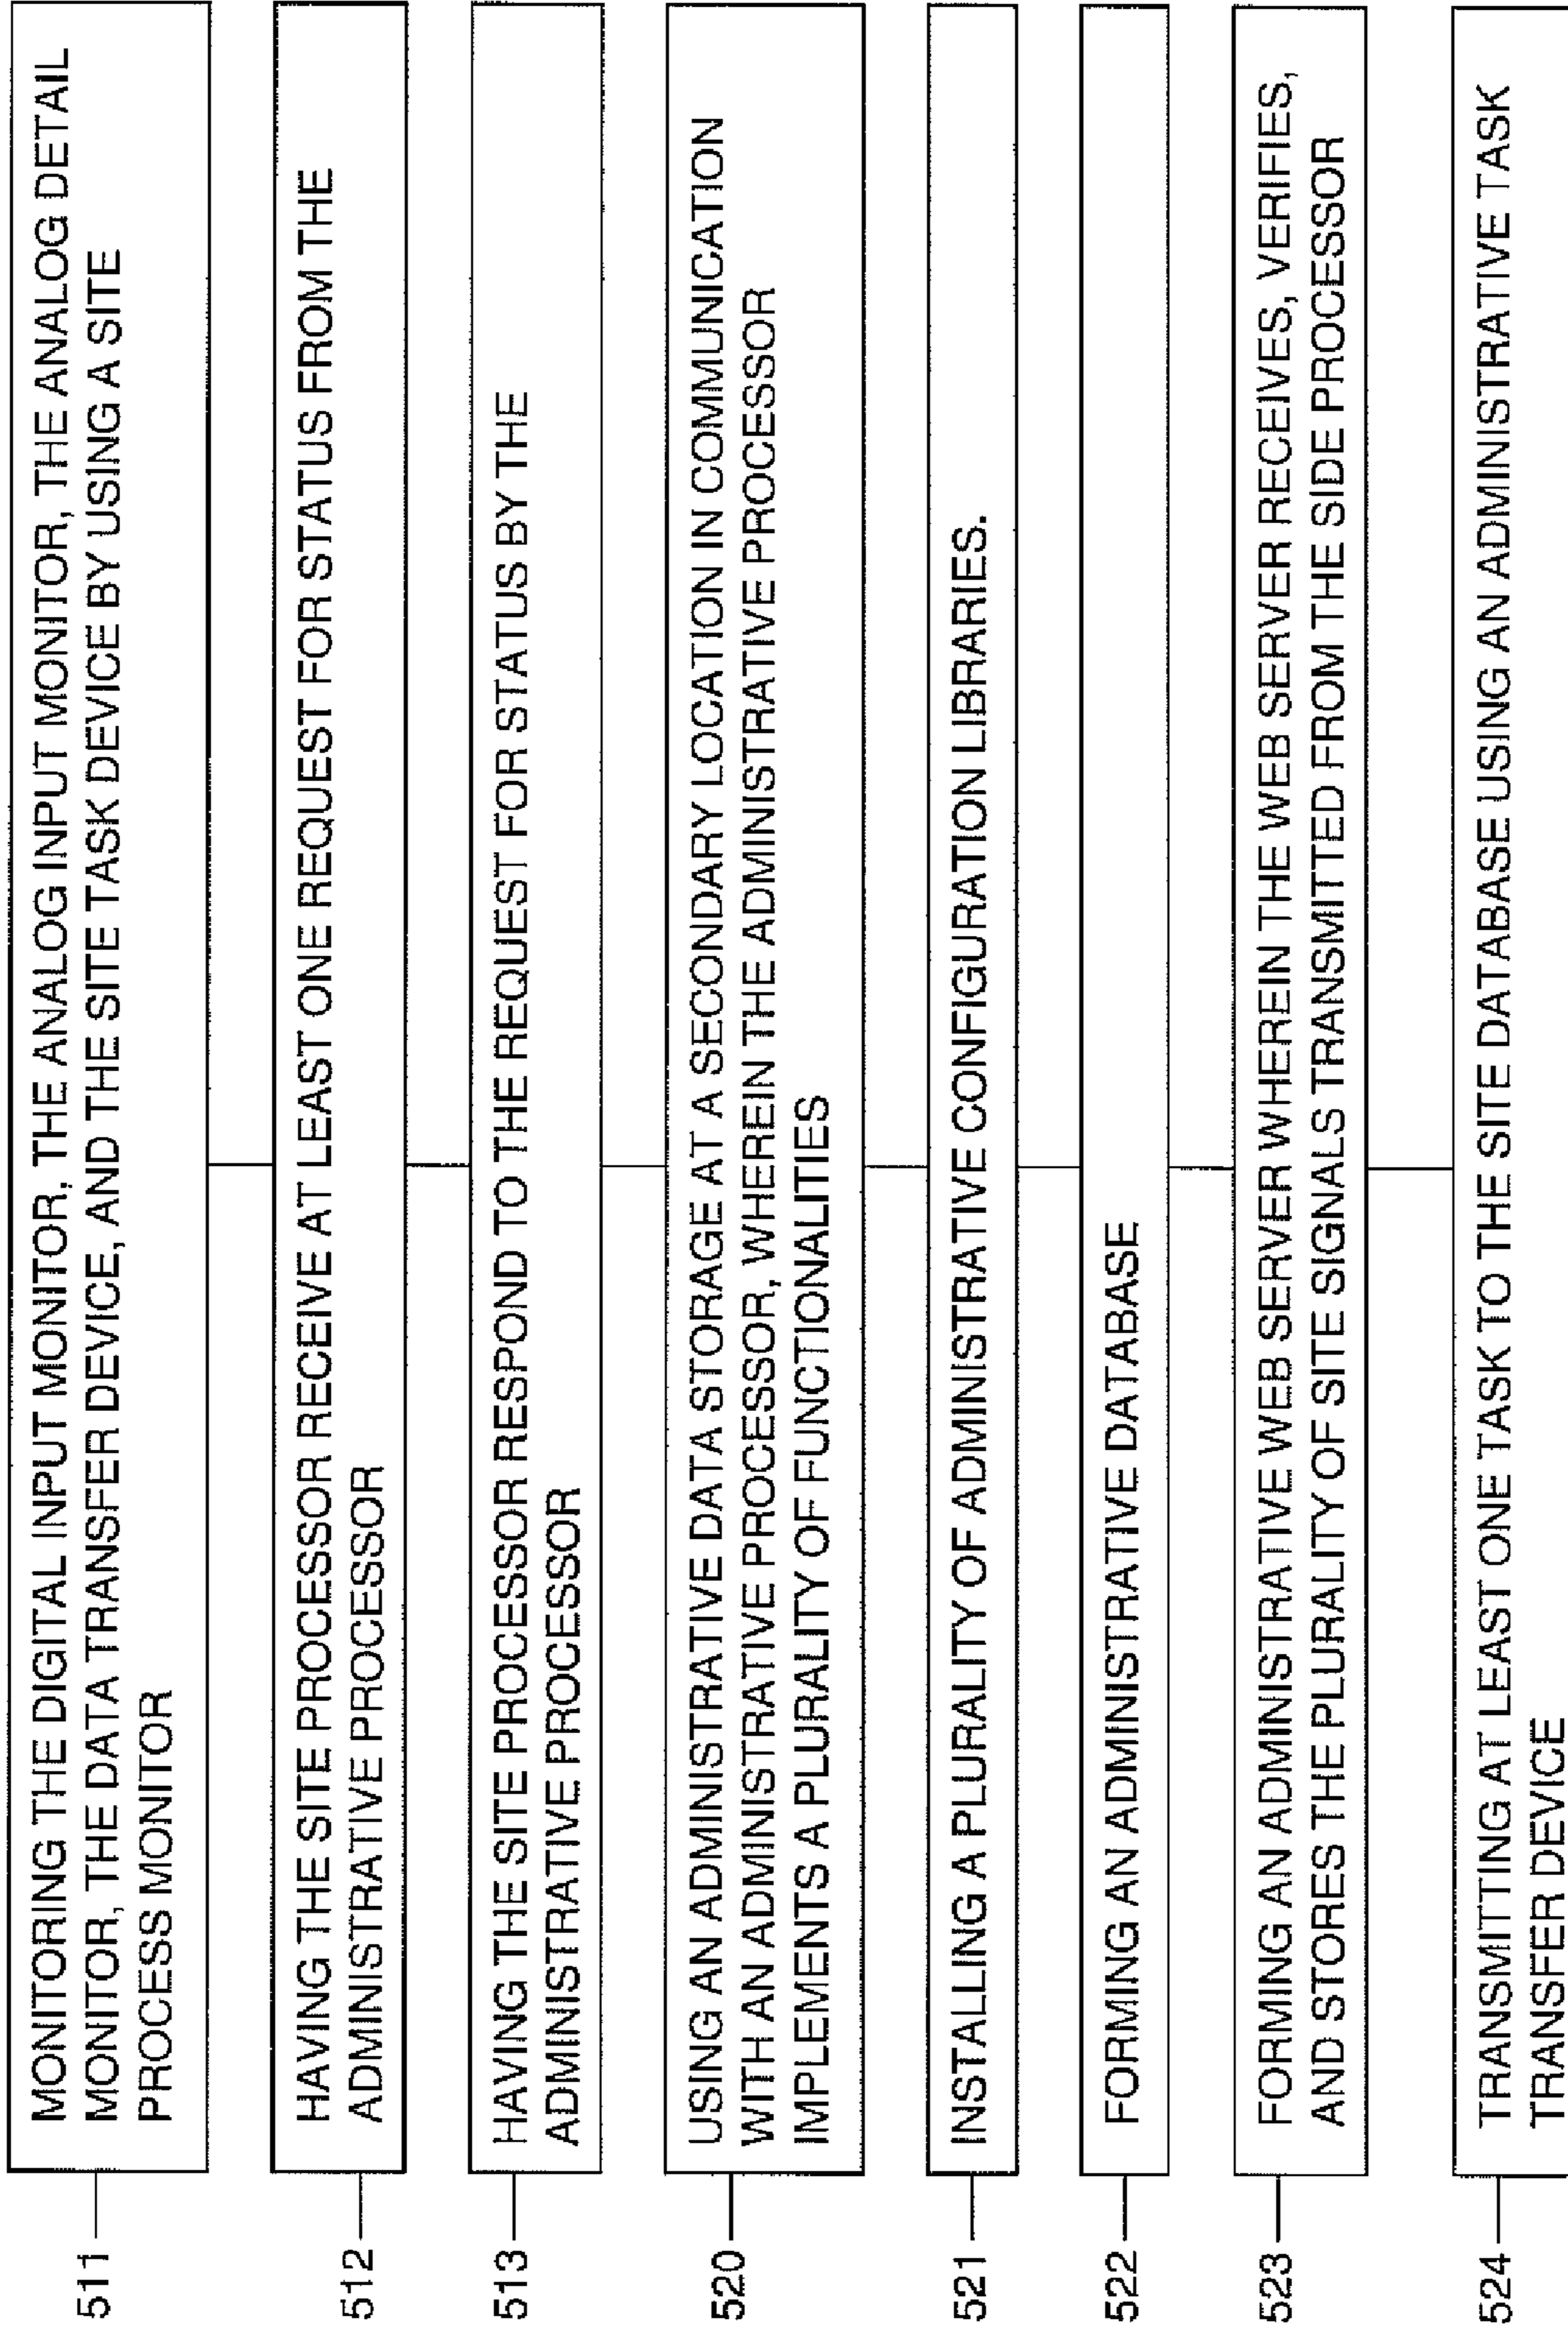 511
MONITORING THE DIGITAL INPUT MONITOR, THE ANALOG INPUT MONITOR, THE ANALOG DETAIL
MONITOR, THE DATA TRANSFER DEVICE, AND THE SITE TASK DEVICE BY USING A SITE
PROCESS MONITOR
512
HAVING THE SITE PROCESSOR RECEIVE AT LEAST ONE REQUEST FOR STATUS FROM THE
ADMINISTRATIVE PROCESSOR
513
HAVING THE SITE PROCESSOR RESPOND TO THE REQUEST FOR STATUS BY THE
ADMINISTRATIVE PROCESSOR
520
USING AN ADMINISTRATIVE DATA STORAGE AT A SECONDARY LOCATION IN COMMUNICATION
WITH AN ADMINISTRATIVE PROCESSOR, WHEREIN THE ADMINISTRATIVE PROCESSOR
IMPLEMENTS A PLURALITY OF FUNCTIONALITIES
521
INSTALLING A PLURALITY OF ADMINISTRATIVE CONFIGURATION LIBRARIES.
522
FORMING AN ADMINISTRATIVE DATABASE
523
FORMING AN ADMINISTRATIVE WEB SERVER WHEREIN THE WEB SERVER RECEIVES, VERIFIES,
AND STORES THE PLURALITY OF SITE SIGNALS TRANSMITTED FROM THE SIDE PROCESSOR
524
TRANSMITTING AT LEAST ONE TASK TO THE SITE DATABASE USING AN ADMINISTRATIVE TASK
TRANSFER DEVICE